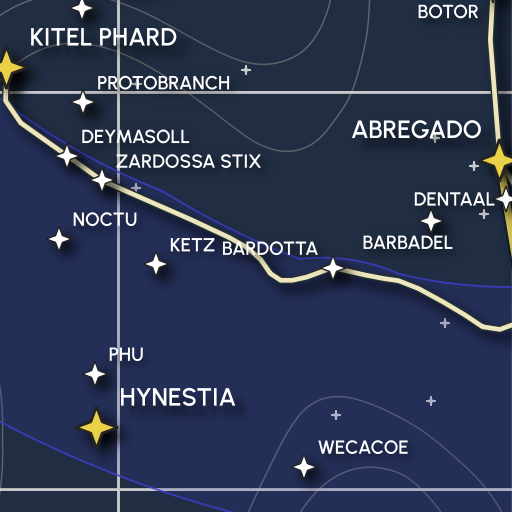 BOTOR
KITEL PHARD
PROTOBRANCH
ABREGADO
DEYMASOLL
ZARDOSSA STIX
DENTAAL
NOCTU
KETZ
BARDOTTA
BARBADEL
PHU
HYNESTIA
WECACOE